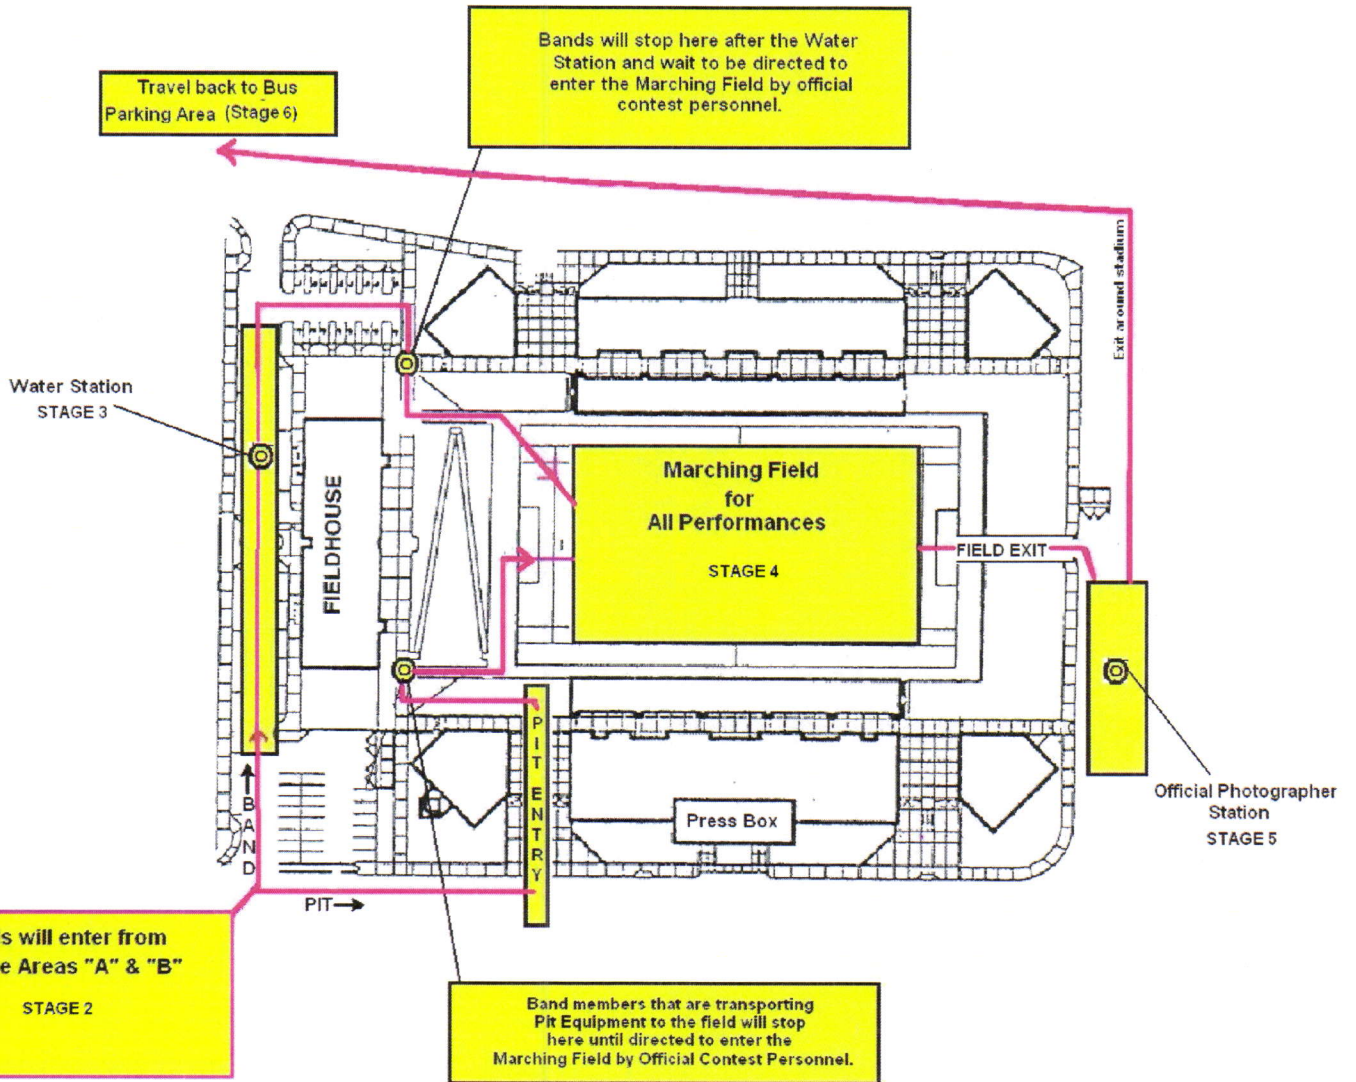 Bands will stop here after the Water
Station and wait to be directed to
enter the Marching Field by official
contest personnel.
Travel back to Bus
Parking Area (Stage 6)
Exit around stadium
Water Station
STAGE 3
FIELDHOUSE
Marching Field
for
All Performances
STAGE 4
FIELD EXIT
PIT ENTRY
Press Box
Official Photographer
Station
STAGE 5
BAND
PIT
s will enter from
e Areas "A" & "B"
STAGE 2
Band members that are transporting
Pit Equipment to the field will stop
here until directed to enter the
Marching Field by Official Contest Personnel.